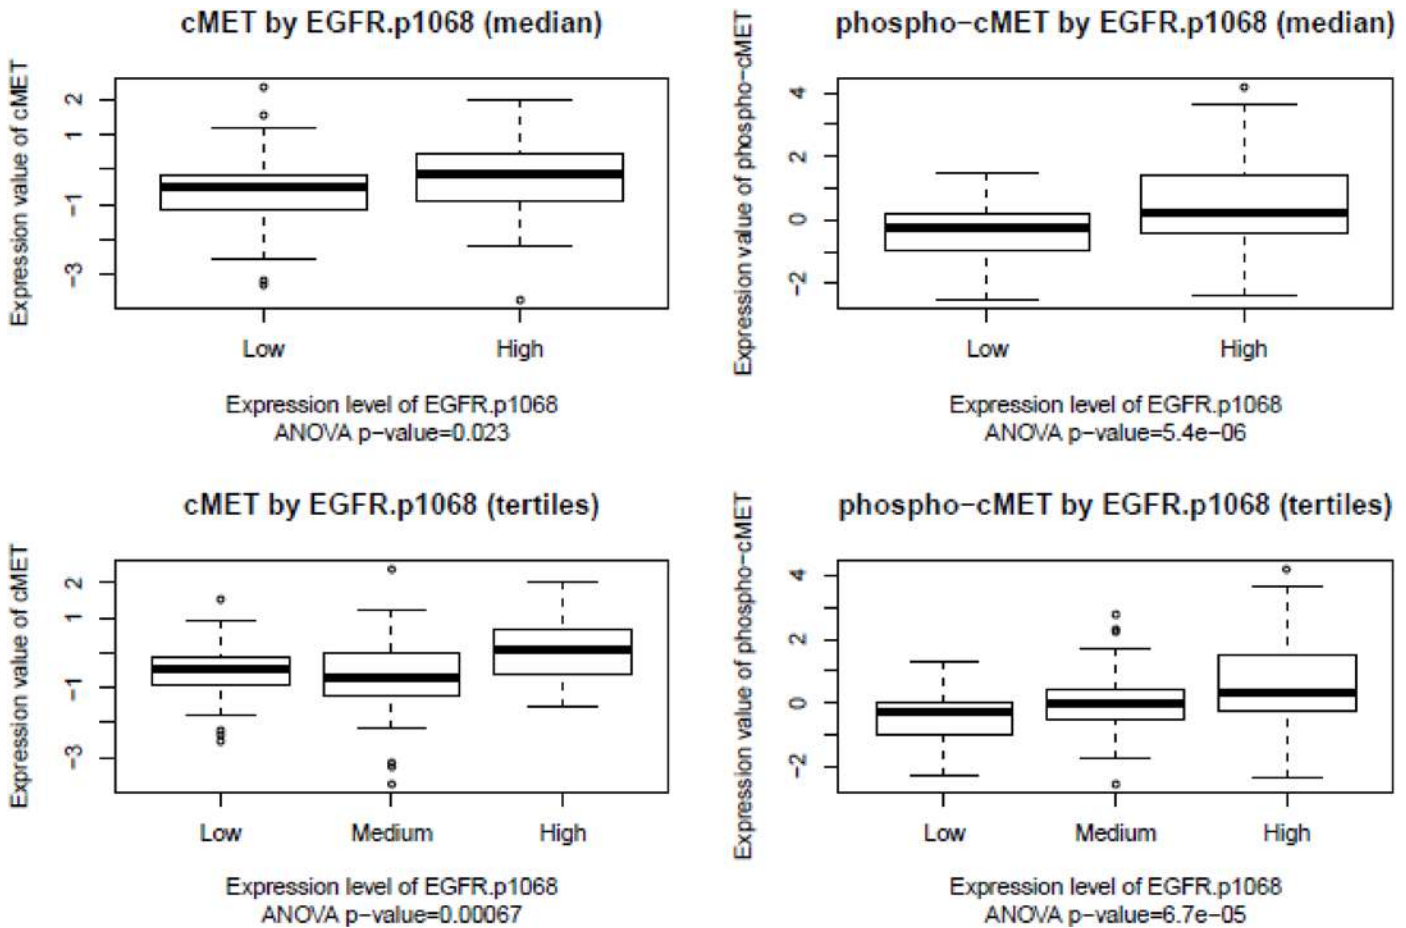 cMET by EGFR.p1068 (median)
Expression value of cMET
2
1
−1
−3
Low
High
Expression level of EGFR.p1068
ANOVA p−value=0.023
phospho−cMET by EGFR.p1068 (median)
Expression value of phospho−cMET
4
2
0
−2
Low
High
Expression level of EGFR.p1068
ANOVA p−value=5.4e−06
cMET by EGFR.p1068 (tertiles)
Expression value of cMET
2
1
−1
−3
Low
Medium
High
Expression level of EGFR.p1068
ANOVA p−value=0.00067
phospho−cMET by EGFR.p1068 (tertiles)
Expression value of phospho−cMET
4
2
0
−2
Low
Medium
High
Expression level of EGFR.p1068
ANOVA p−value=6.7e−05